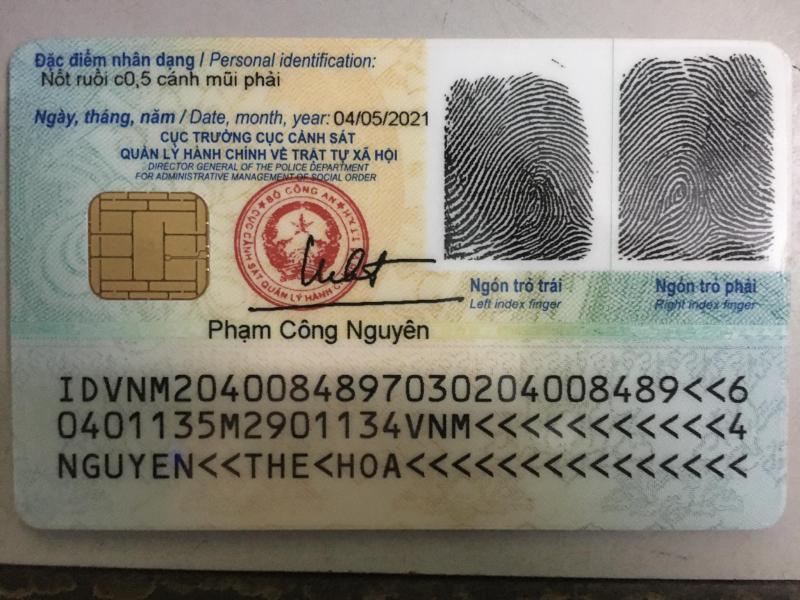 Đặc điểm nhân dạng / Personal identification:
Nốt ruồi c0,5 cánh mũi phải
Ngày, tháng, năm / Date, month, year: 04/05/2021
CỤC TRƯỞNG CỤC CẢNH SÁT
QUẢN LÝ HÀNH CHÍNH VỀ TRẬT TỰ XÃ HỘI
DIRECTOR GENERAL OF THE POLICE DEPARTMENT
FOR ADMINISTRATIVE MANAGEMENT OF SOCIAL ORDER
BỘ CÔNG AN
CỤC CẢNH SÁT QUẢN LÝ HÀNH
Phạm Công Nguyên
Ngón trỏ trái
Left index finger
Ngón trỏ phải
Right index finger
IDVNM2040084897030204008489<<6
0401135M2901134VNM<<<<<<<<<<<4
NGUYEN<<THE<HOA<<<<<<<<<<<<<<<